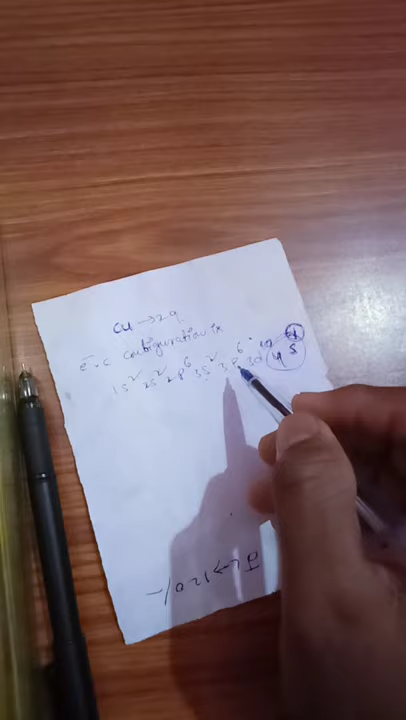 Cu → 29
e⁻-c configuration is
1s² 2s² 2p⁶ 3s² 3p⁶ 3d¹⁰ 4s¹